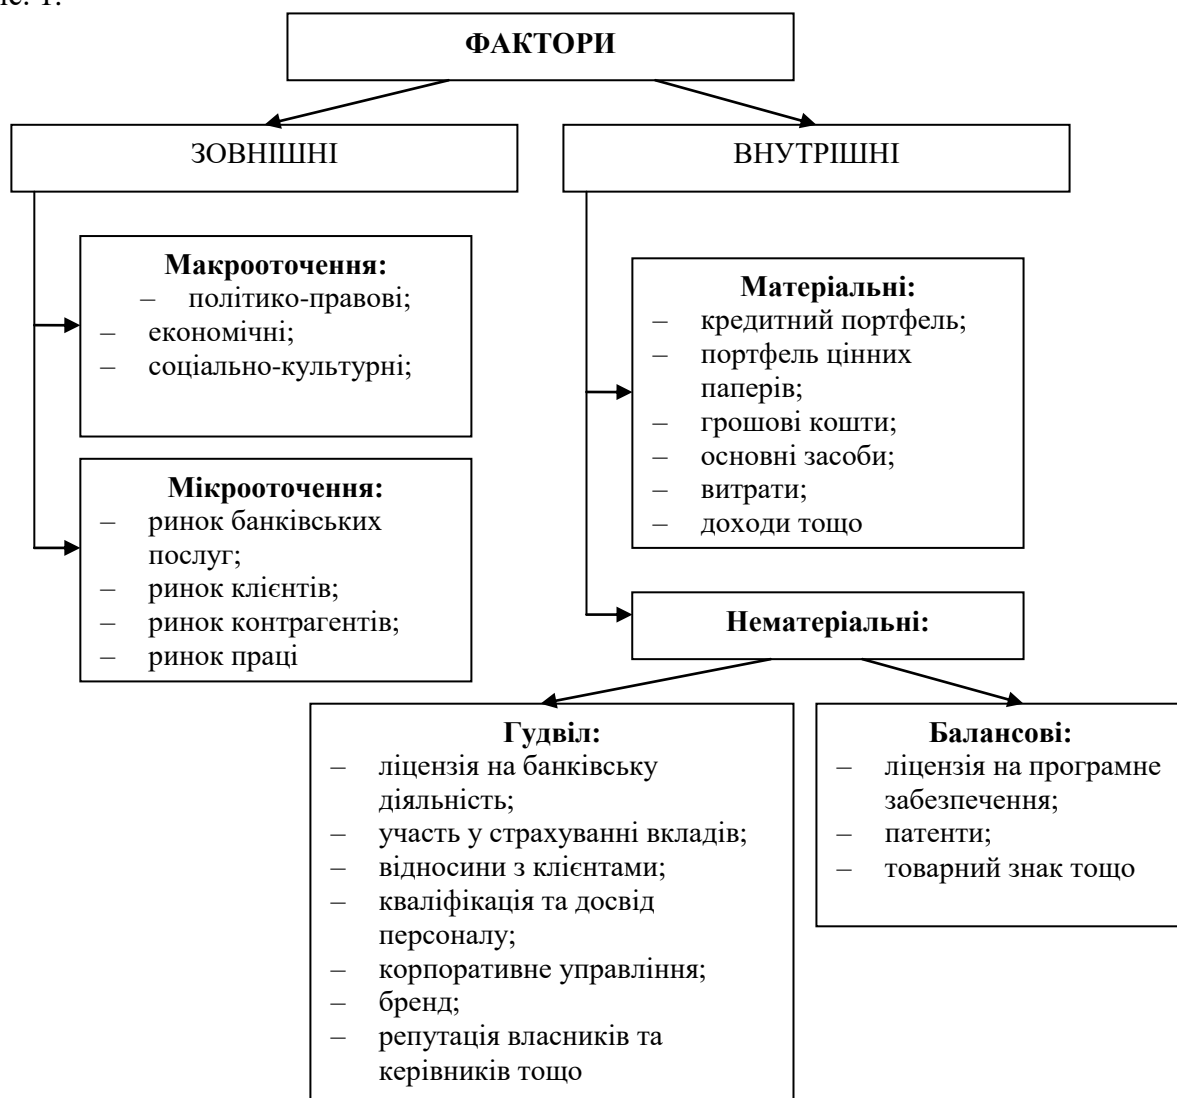 ФАКТОРИ
ЗОВНІШНІ
ВНУТРІШНІ
Макрооточення:
– політико-правові;
– економічні;
– соціально-культурні;
Мікрооточення:
– ринок банківських
послуг;
– ринок клієнтів;
– ринок контрагентів;
– ринок праці
Матеріальні:
– кредитний портфель;
– портфель цінних
паперів;
– грошові кошти;
– основні засоби;
– витрати;
– доходи тощо
Нематеріальні:
Гудвіл:
– ліцензія на банківську
діяльність;
– участь у страхуванні вкладів;
– відносини з клієнтами;
– кваліфікація та досвід
персоналу;
– корпоративне управління;
– бренд;
– репутація власників та
керівників тощо
Балансові:
– ліцензія на програмне
забезпечення;
– патенти;
– товарний знак тощо